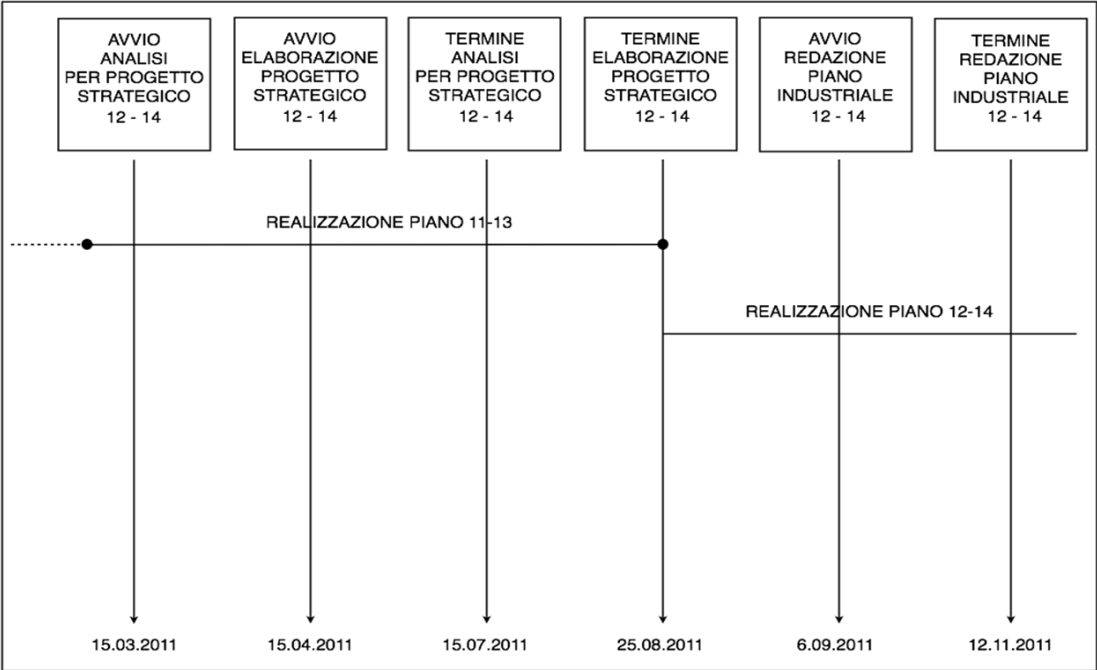 AVVIO
ANALISI
PER PROGETTO
STRATEGICO
12 - 14
AVVIO
ELABORAZIONE
PROGETTO
STRATEGICO
12 - 14
TERMINE
ANALISI
PER PROGETTO
STRATEGICO
12 - 14
TERMINE
ELABORAZIONE
PROGETTO
STRATEGICO
12 - 14
AVVIO
REDAZIONE
PIANO
INDUSTRIALE
12 - 14
TERMINE
REDAZIONE
PIANO
INDUSTRIALE
12 - 14
REALIZZAZIONE PIANO 11-13
REALIZZAZIONE PIANO 12-14
15.03.2011
15.04.2011
15.07.2011
25.08.2011
6.09.2011
12.11.2011